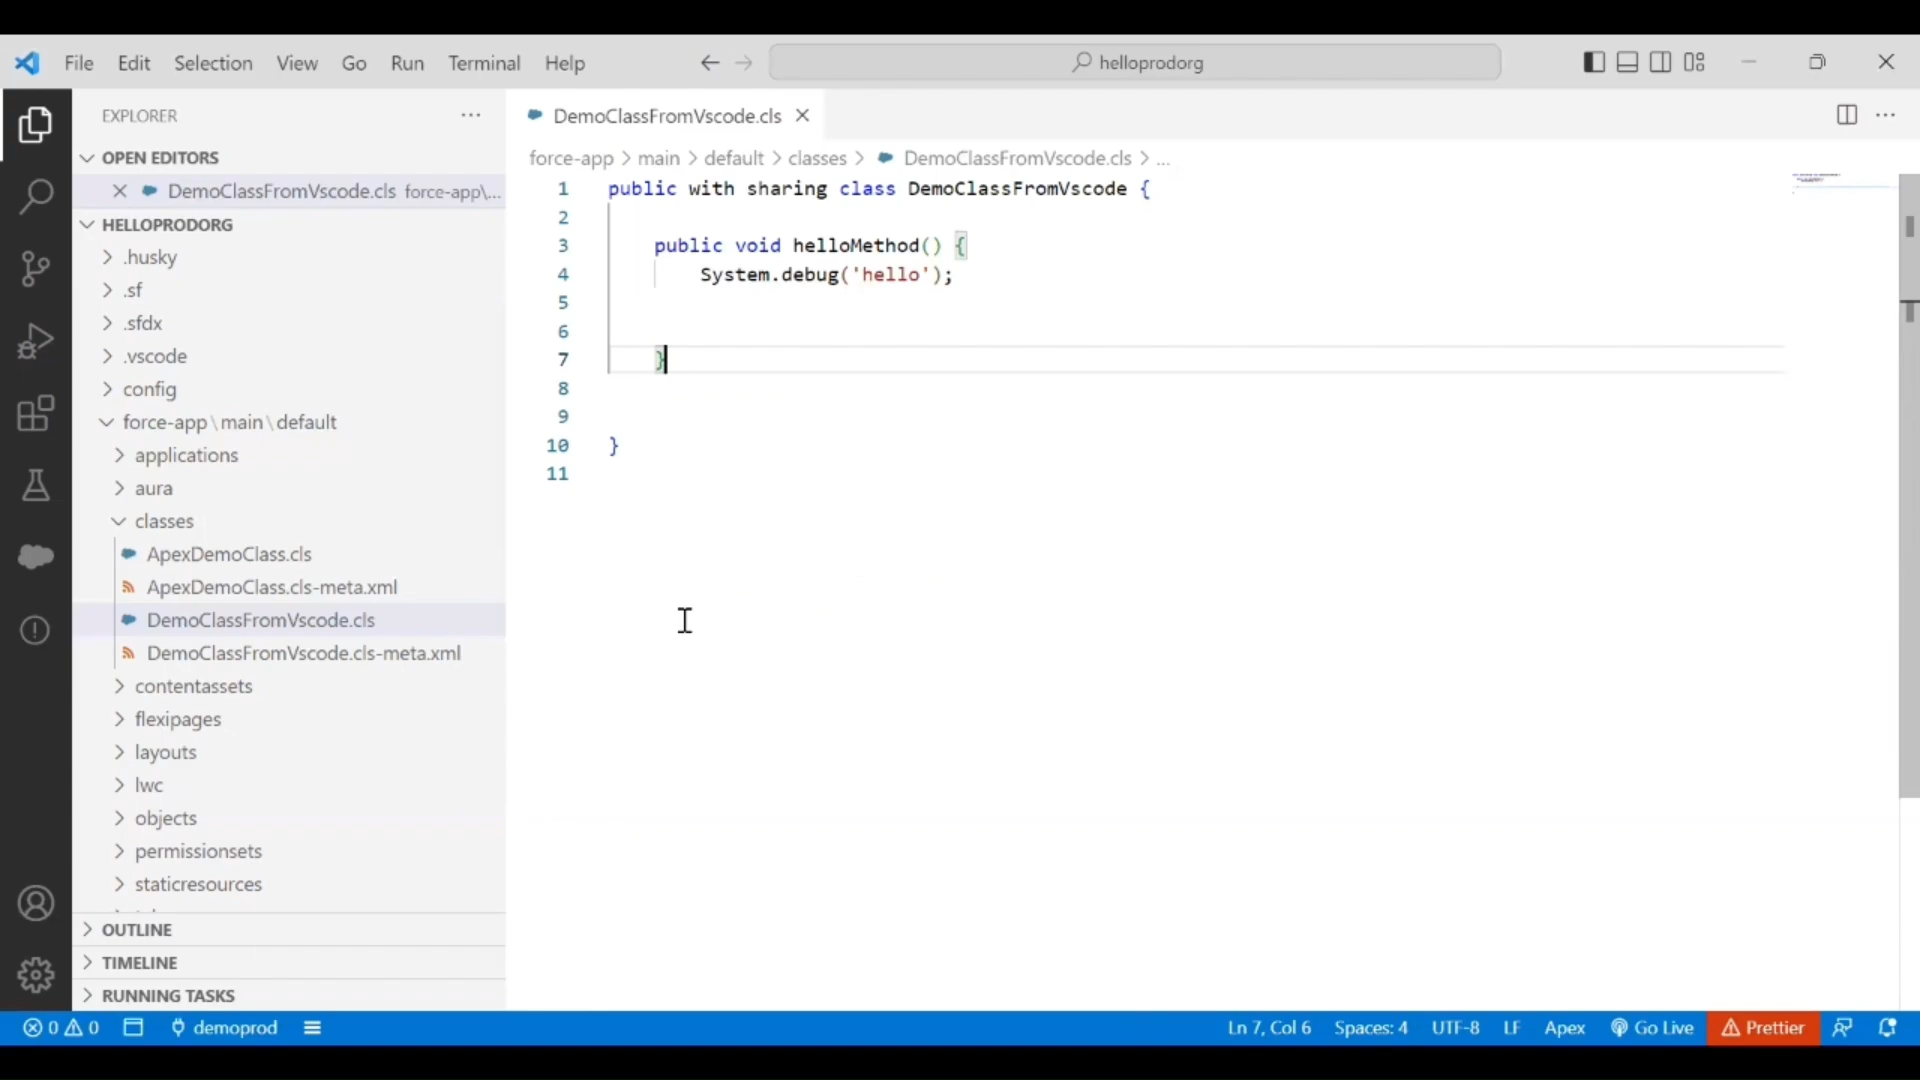 File Edit Selection View Go Run Terminal Help
helloprodorg
EXPLORER
OPEN EDITORS
DemoClassFromVscode.cls force-app\...
HELLOPRODORG
.husky
.sf
.sfdx
.vscode
config
force-app\main\default
applications
aura
classes
ApexDemoClass.cls
ApexDemoClass.cls-meta.xml
DemoClassFromVscode.cls
DemoClassFromVscode.cls-meta.xml
contentassets
flexipages
layouts
lwc
objects
permissionsets
staticresources
OUTLINE
TIMELINE
RUNNING TASKS
DemoClassFromVscode.cls
force-app > main > default > classes > DemoClassFromVscode.cls > ...
1 public with sharing class DemoClassFromVscode {
2
3 public void helloMethod() {
4 System.debug('hello');
5
6
7 }
8
9
10 }
11
0 0 demoprod
Ln 7, Col 6 Spaces: 4 UTF-8 LF Apex Go Live Prettier